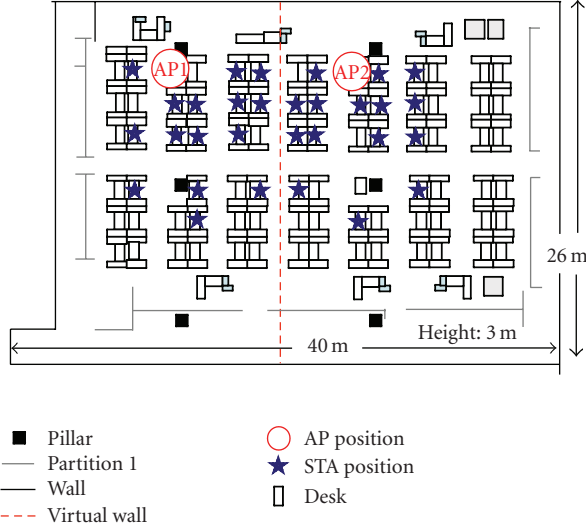 AP1
AP2
26 m
Height: 3 m
40 m
Pillar
Partition 1
Wall
Virtual wall
AP position
STA position
Desk